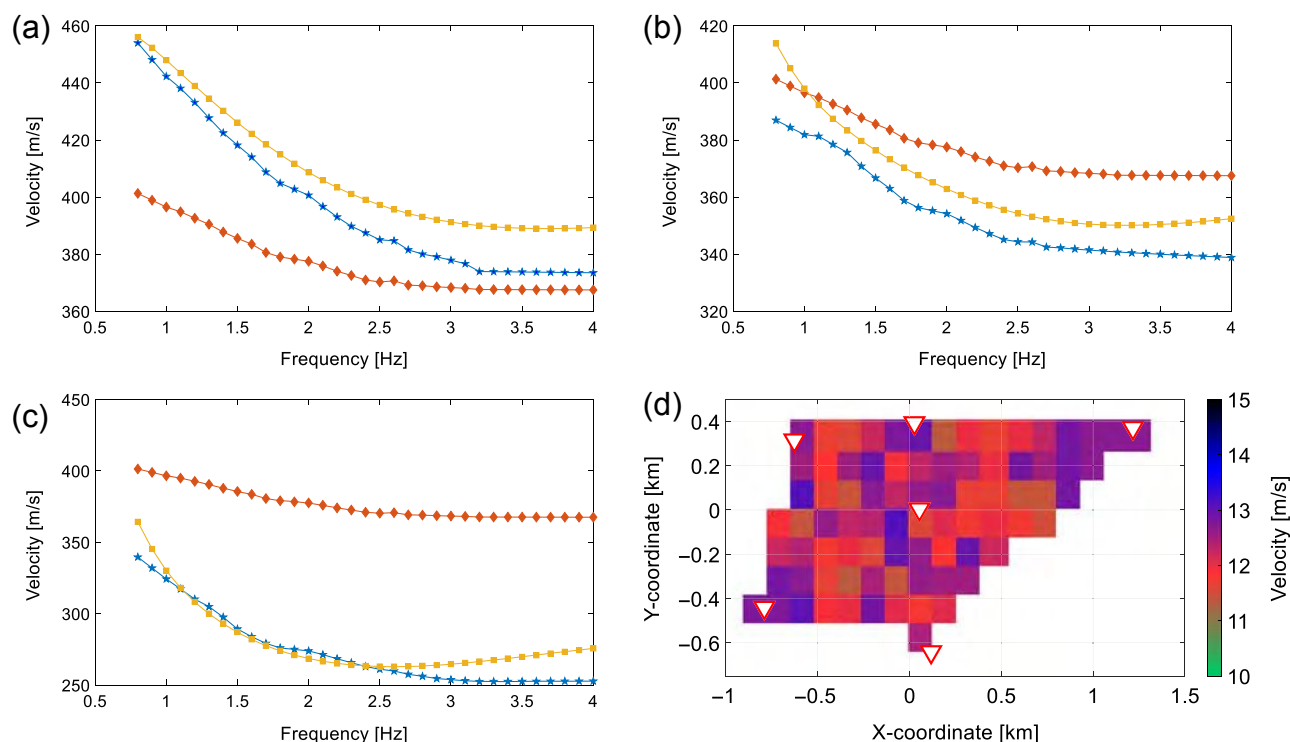 (a)
460
440
420
400
380
360
Velocity [m/s]
0.5 1 1.5 2 2.5 3 3.5 4
Frequency [Hz]
(b)
420
400
380
360
340
320
Velocity [m/s]
0.5 1 1.5 2 2.5 3 3.5 4
Frequency [Hz]
(c)
450
400
350
300
250
Velocity [m/s]
0.5 1 1.5 2 2.5 3 3.5 4
Frequency [Hz]
(d)
0.4
0.2
0
−0.2
−0.4
−0.6
Y-coordinate [km]
−1 −0.5 0 0.5 1 1.5
X-coordinate [km]
15
14
13
12
11
10
Velocity [m/s]